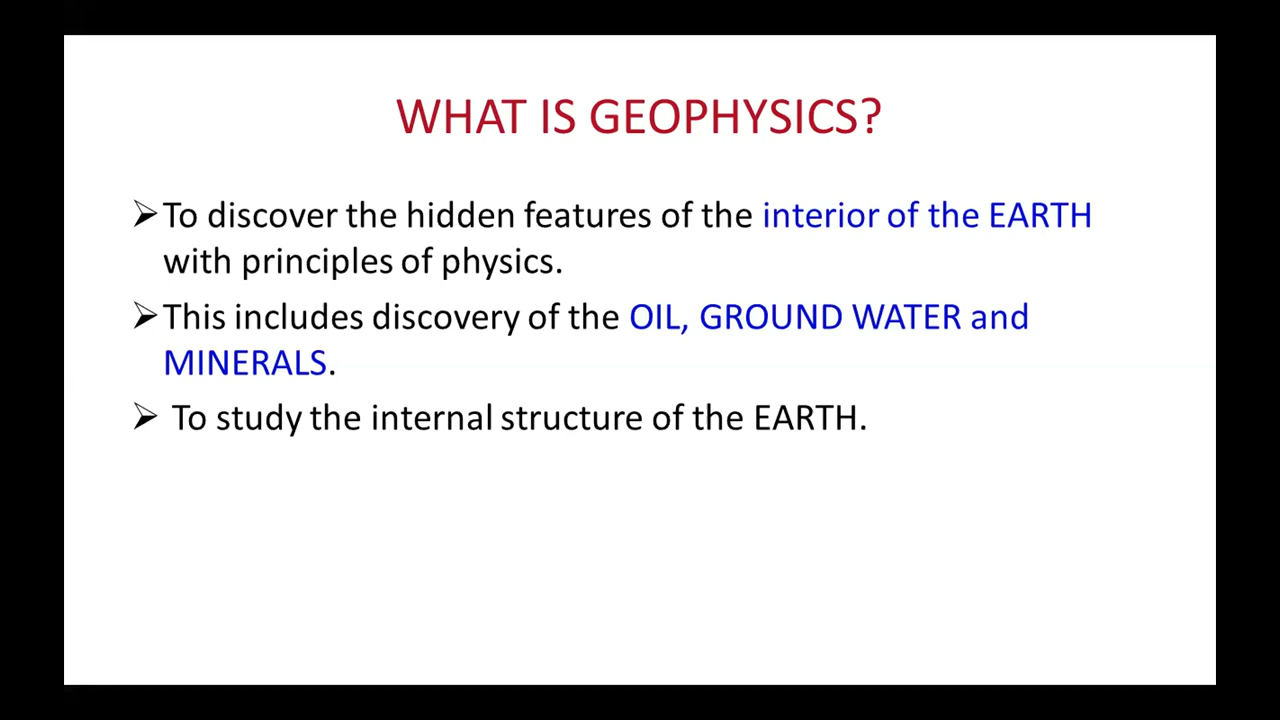 WHAT IS GEOPHYSICS?
➢To discover the hidden features of the interior of the EARTH
with principles of physics.
➢This includes discovery of the OIL, GROUND WATER and
MINERALS.
➢ To study the internal structure of the EARTH.